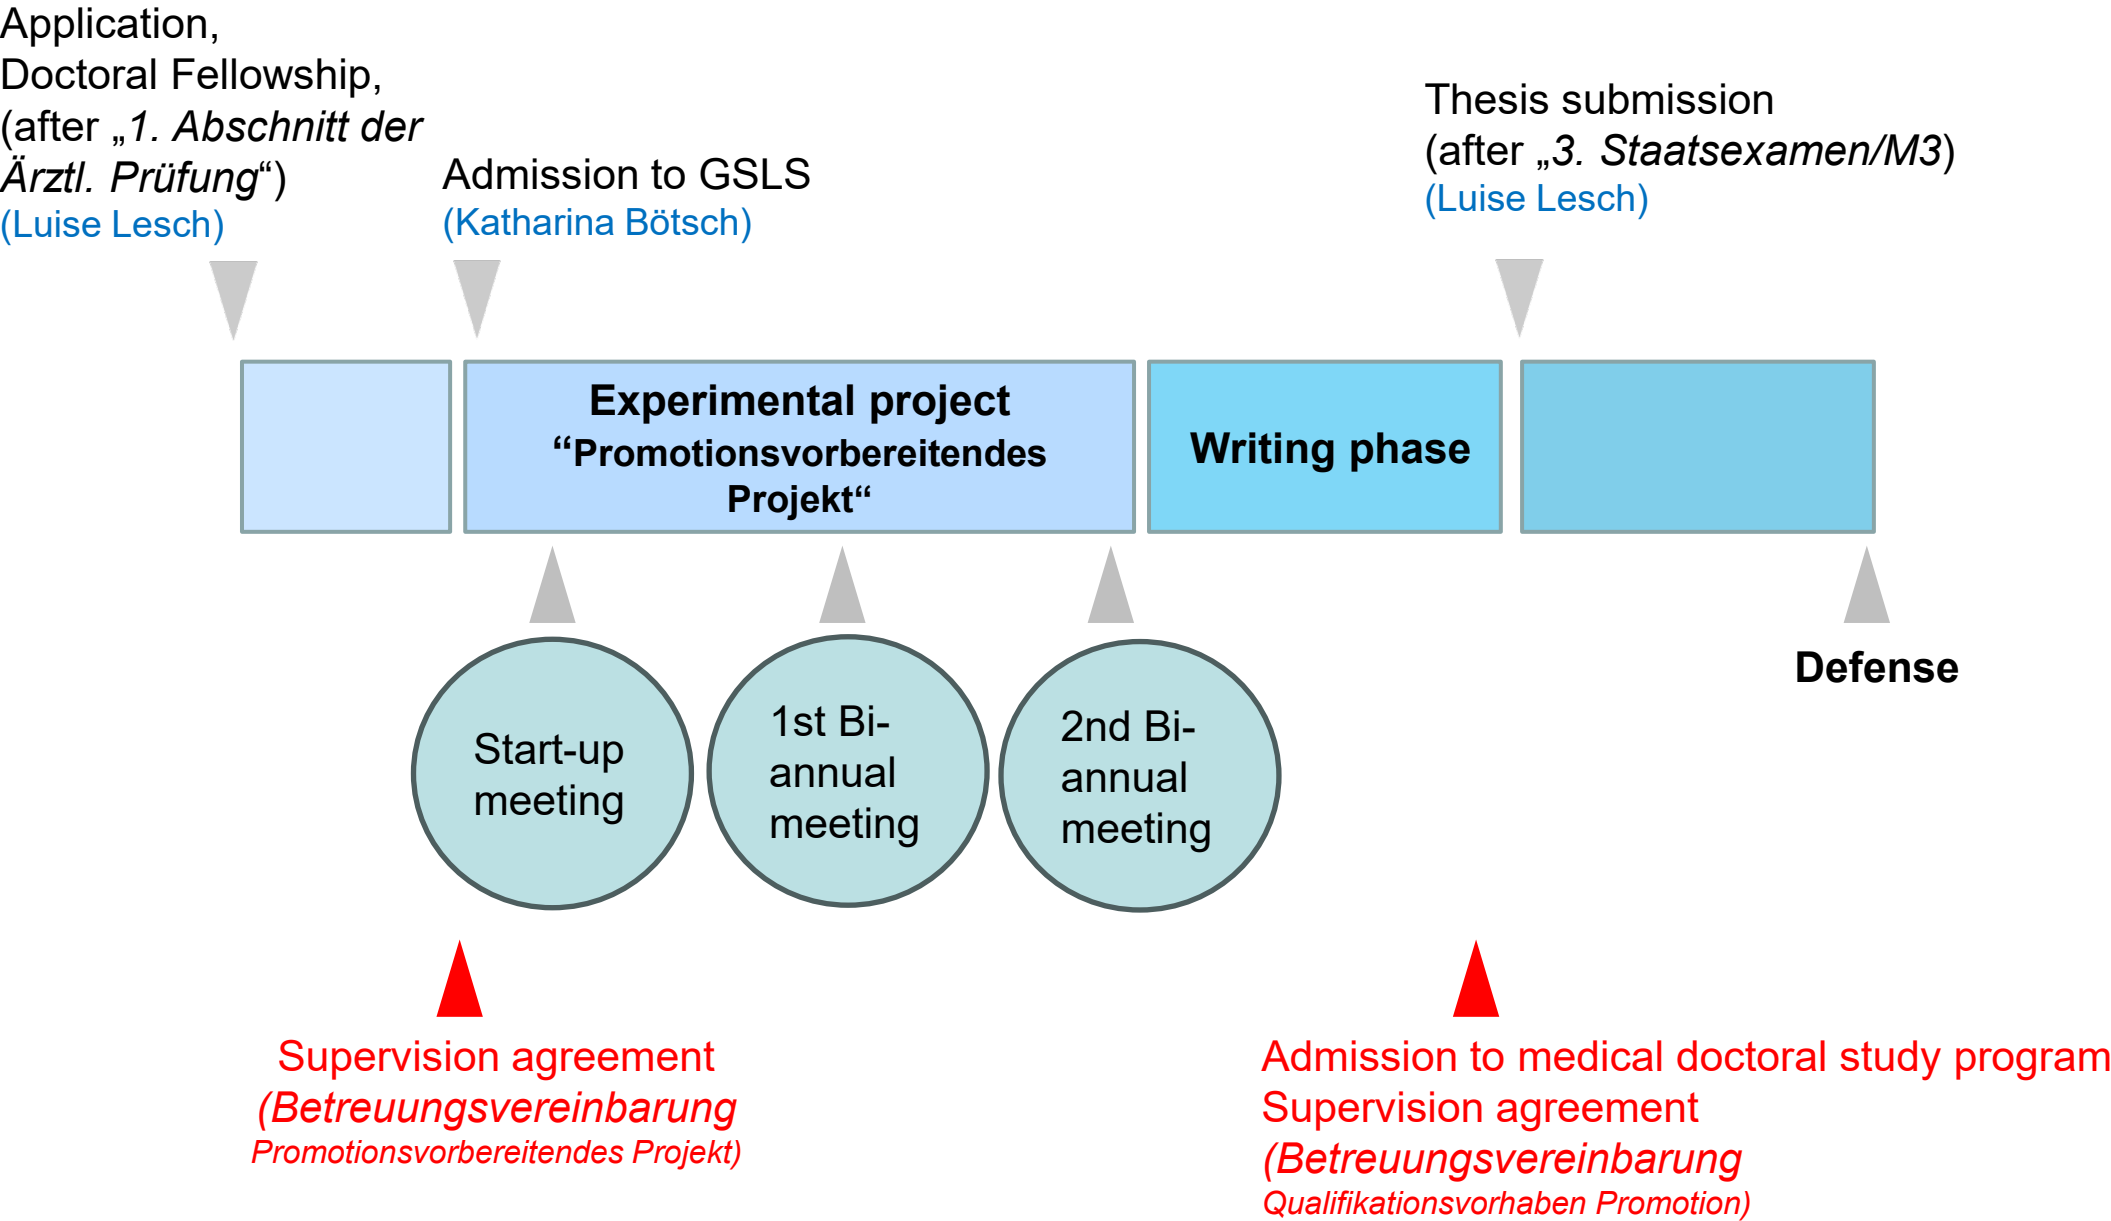 Application,
Doctoral Fellowship,
(after „1. Abschnitt der
Ärztl. Prüfung“)
(Luise Lesch)
Admission to GSLS
(Katharina Bötsch)
Thesis submission
(after „3. Staatsexamen/M3)
(Luise Lesch)
Experimental project
“Promotionsvorbereitendes
Projekt“
Writing phase
Start-up
meeting
1st Bi-
annual
meeting
2nd Bi-
annual
meeting
Defense
Supervision agreement
(Betreuungsvereinbarung
Promotionsvorbereitendes Projekt)
Admission to medical doctoral study program
Supervision agreement
(Betreuungsvereinbarung
Qualifikationsvorhaben Promotion)